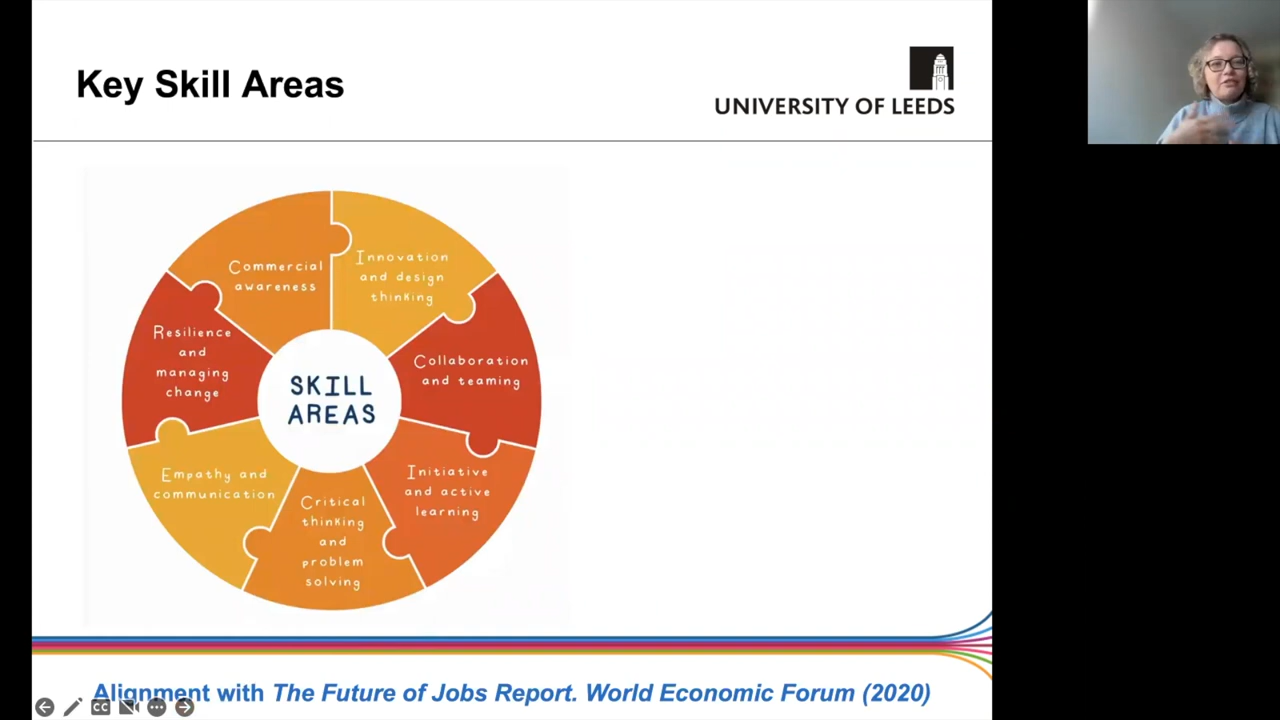 Key Skill Areas
UNIVERSITY OF LEEDS
Commercial
awareness
Innovation
and design
thinking
Resilience
and
managing
change
Collaboration
and teaming
SKILL
AREAS
Empathy and
communication
Initiative
and active
learning
Critical
thinking
and
problem
solving
Alignment with The Future of Jobs Report. World Economic Forum (2020)
CC